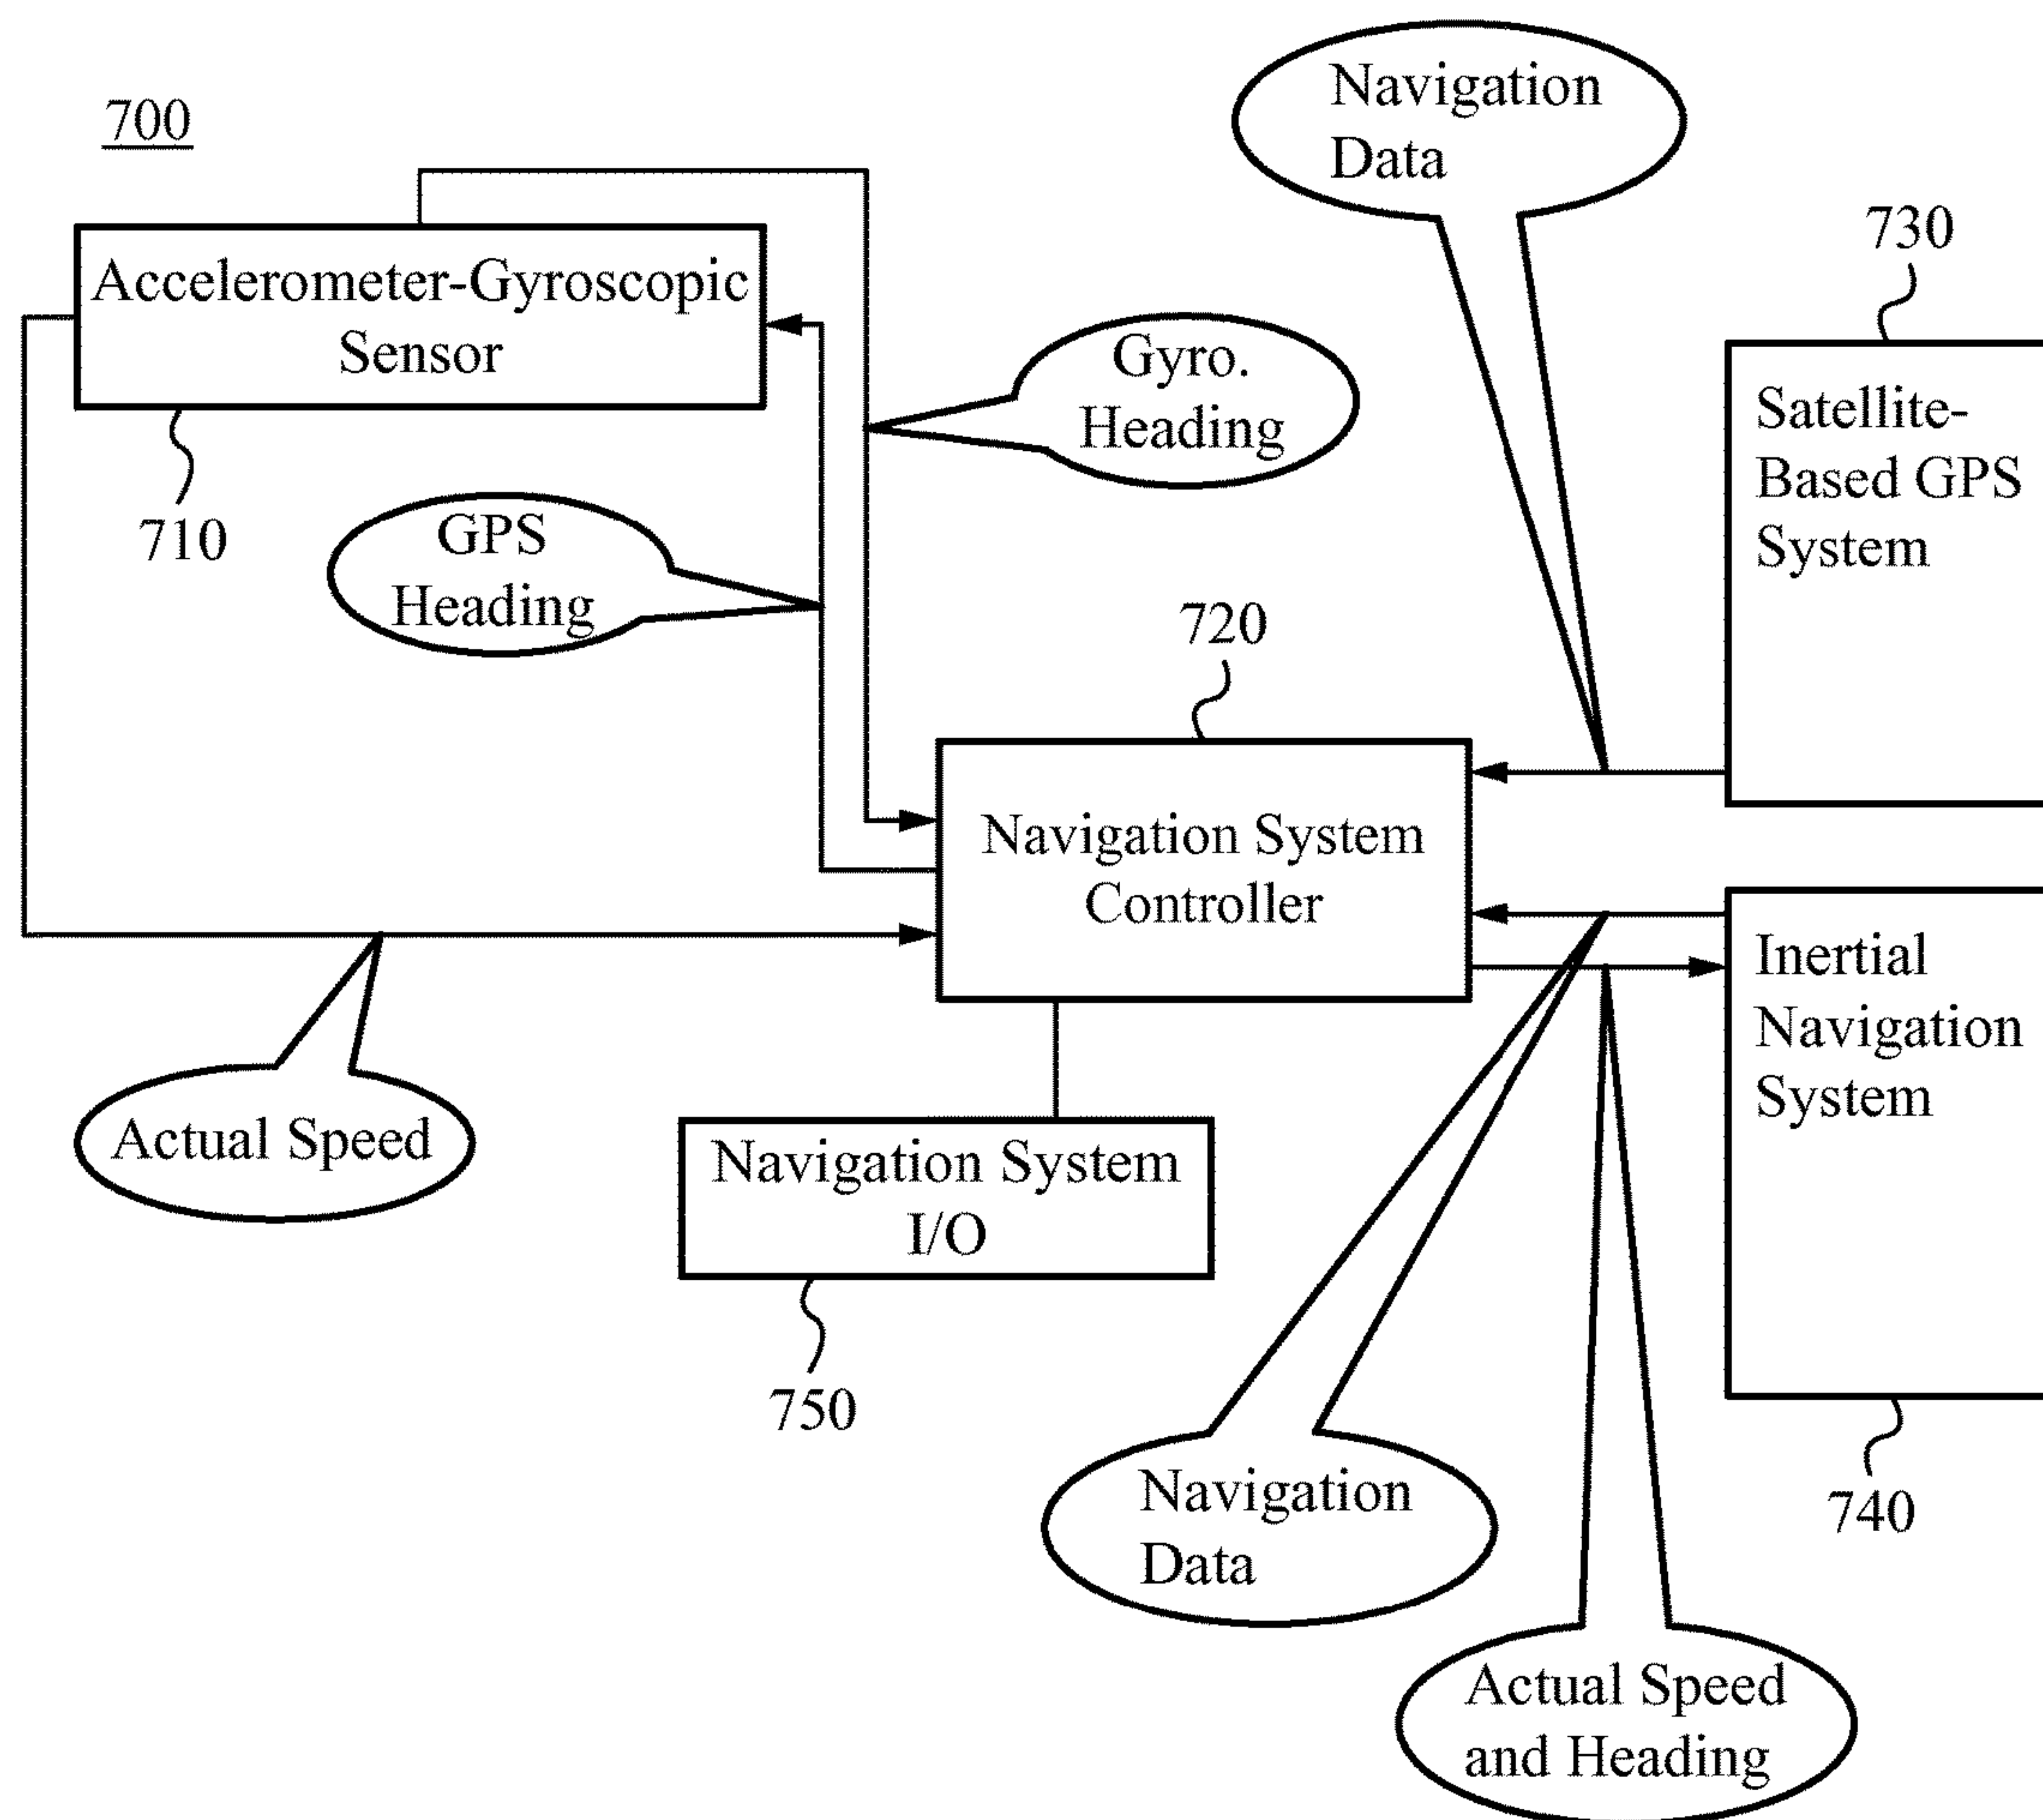 700
Navigation
Data
730
Accelerometer-Gyroscopic
Sensor
710
Gyro.
Heading
GPS
Heading
Satellite-
Based GPS
System
720
Navigation System
Controller
Inertial
Navigation
System
Actual Speed
Navigation System
I/O
750
Navigation
Data
740
Actual Speed
and Heading